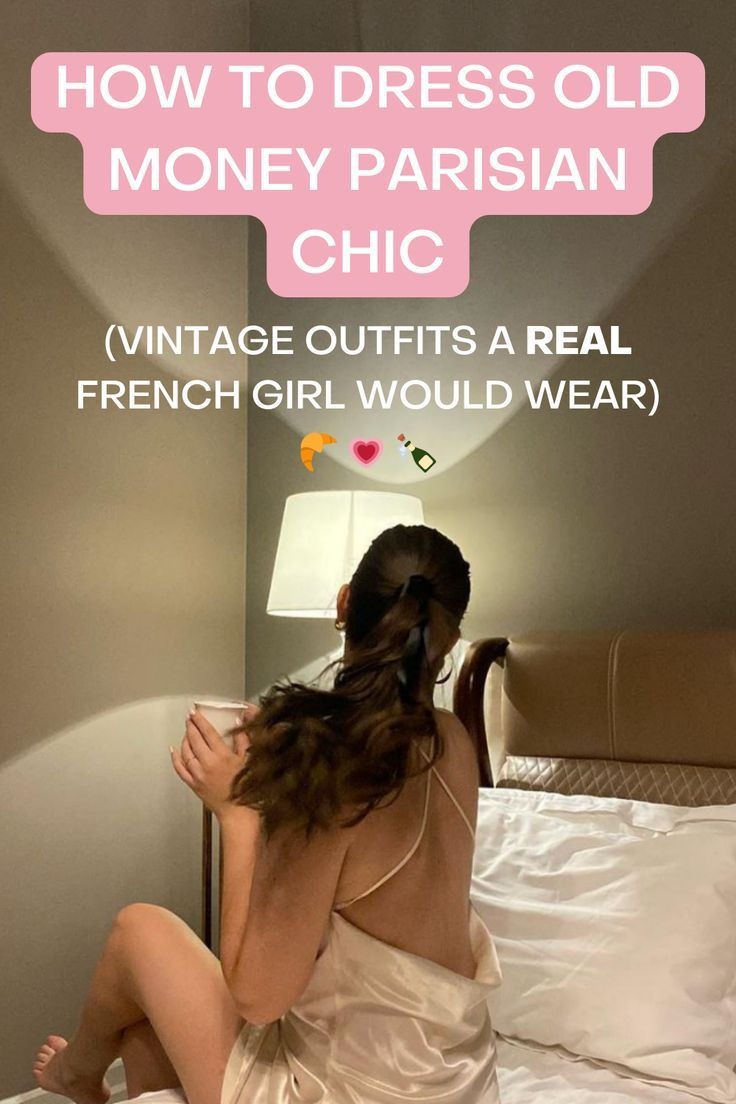 HOW TO DRESS OLD
MONEY PARISIAN
CHIC
(VINTAGE OUTFITS A REAL
FRENCH GIRL WOULD WEAR)
🥐 💗 🍾